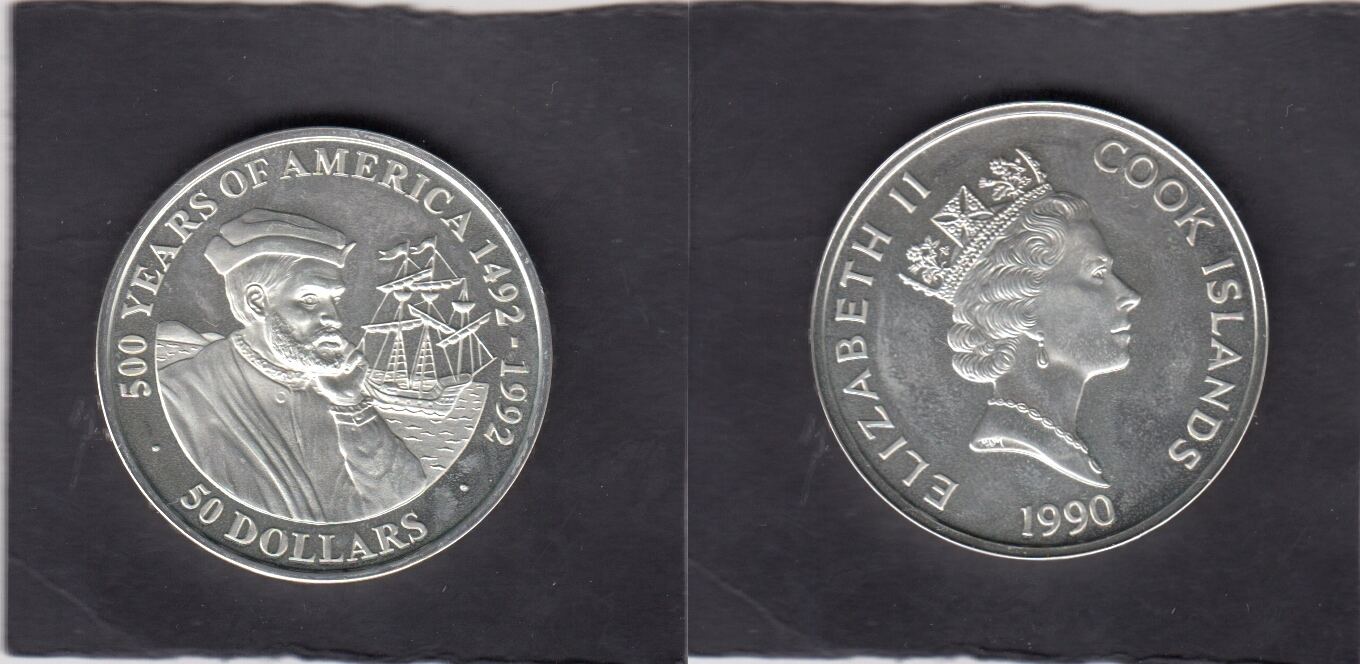 500 YEARS OF AMERICA 1492-1992
50 DOLLARS
ELIZABETH II
COOK ISLANDS
1990